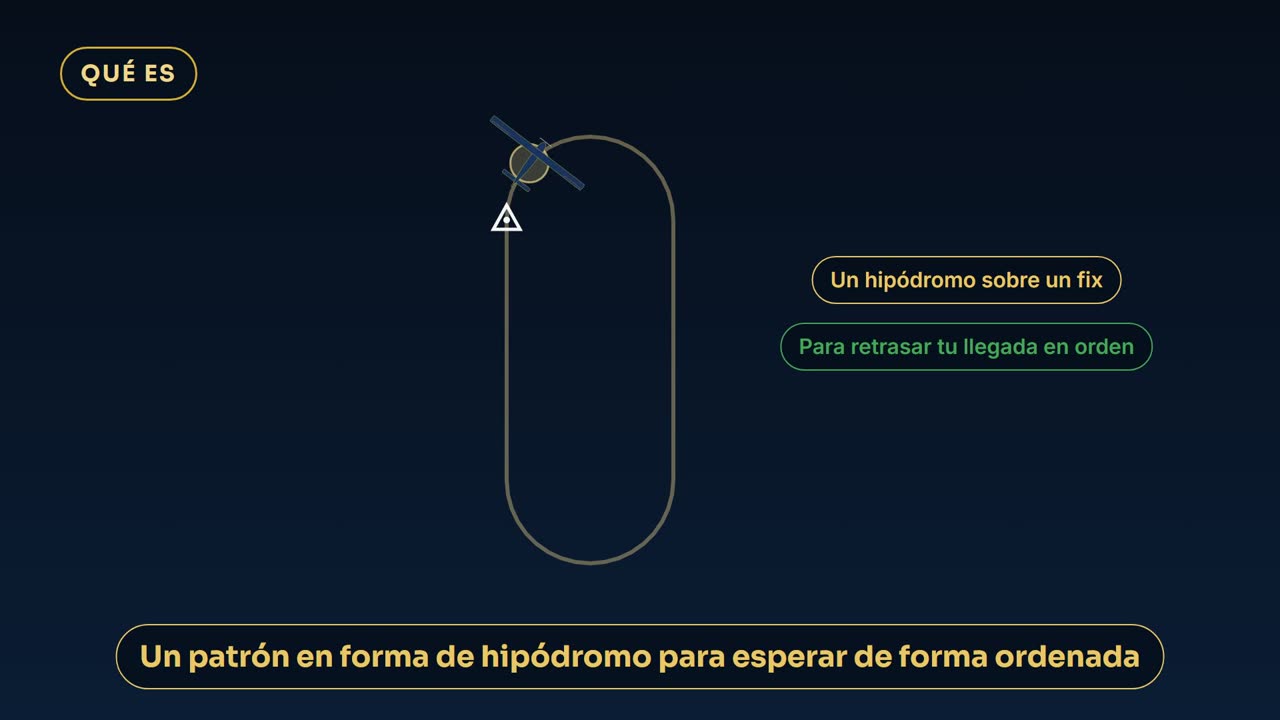 QUÉ ES
Un hipódromo sobre un fix
Para retrasar tu llegada en orden
Un patrón en forma de hipódromo para esperar de forma ordenada